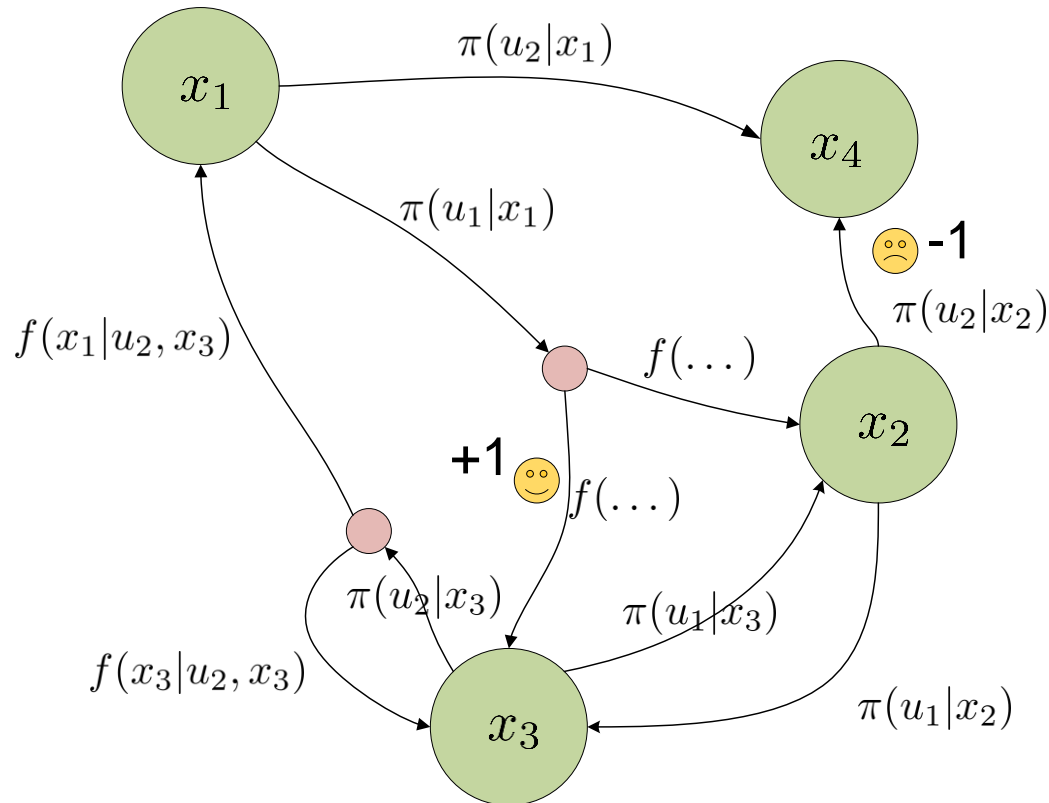 x₁
π(u₂|x₁)
x₄
π(u₁|x₁)
-1
π(u₂|x₂)
f(x₁|u₂, x₃)
f(...)
x₂
+1
f(...)
π(u₂|x₃)
π(u₁|x₃)
f(x₃|u₂, x₃)
x₃
π(u₁|x₂)